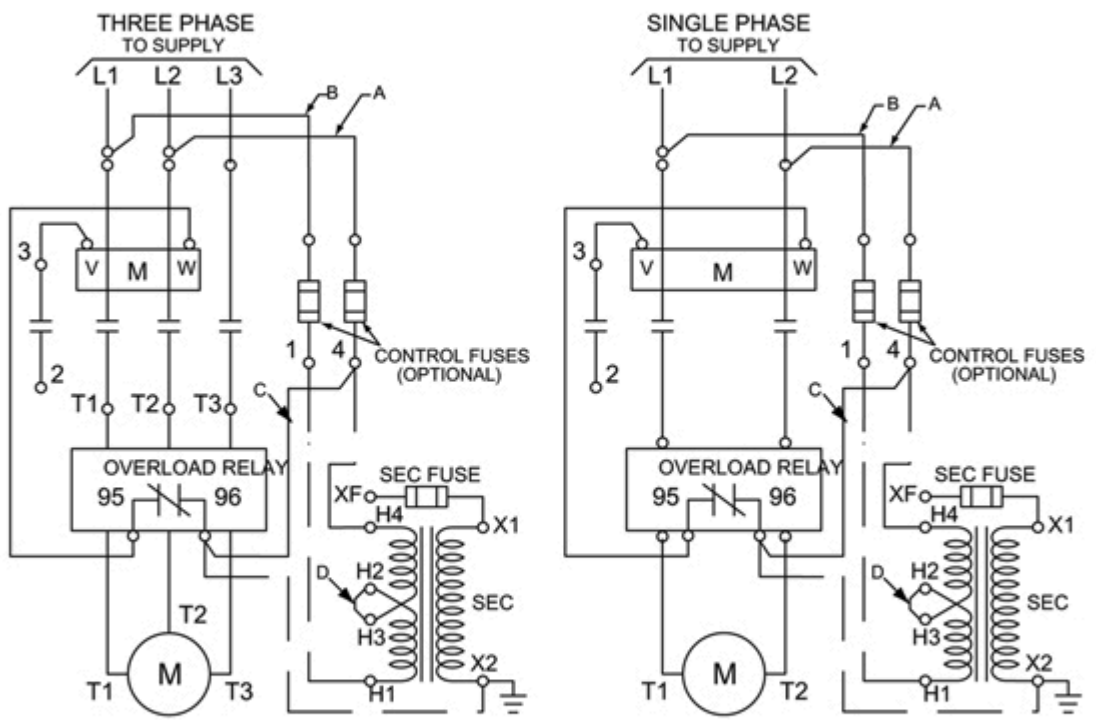 THREE PHASE
TO SUPPLY
L1 L2 L3
B
A
3
V M W
2
1 4
CONTROL FUSES
(OPTIONAL)
C
T1 T2 T3
OVERLOAD RELAY
95 96
SEC FUSE
XF
H4
X1
D
H2
H3
SEC
X2
H1
T2
T1 M T3
SINGLE PHASE
TO SUPPLY
L1 L2
B
A
3
V M W
2
1 4
CONTROL FUSES
(OPTIONAL)
C
OVERLOAD RELAY
95 96
SEC FUSE
XF
H4
X1
D
H2
H3
SEC
X2
H1
T1 M T2